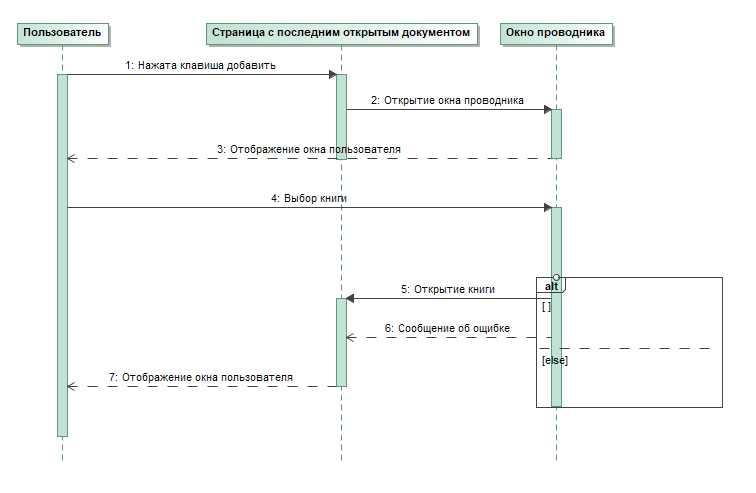 Пользователь
Страница с последним открытым документом
Окно проводника
1: Нажата клавиша добавить
2: Открытие окна проводника
3: Отображение окна пользователя
4: Выбор книги
alt
5: Открытие книги
[ ]
6: Сообщение об ощибке
[else]
7: Отображение окна пользователя